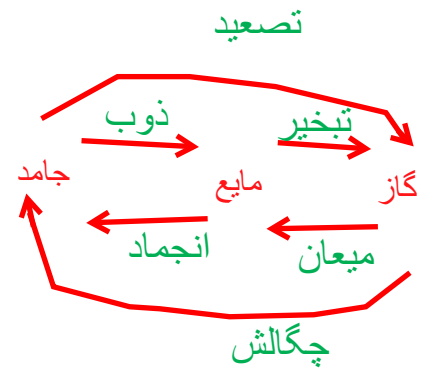 تصعید
ذوب
تبخیر
جامد
مایع
گاز
انجماد
میعان
چگالش